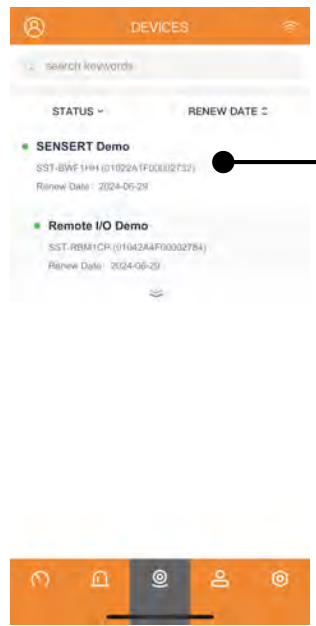 DEVICES
search keywords
STATUS
RENEW DATE
SENSERT Demo
SST-BWF1HH (01022A1F00002732)
Renew Date : 2024-06-29
Remote I/O Demo
SST-RBM1CP (01042A4F00002784)
Renew Date : 2024-06-29